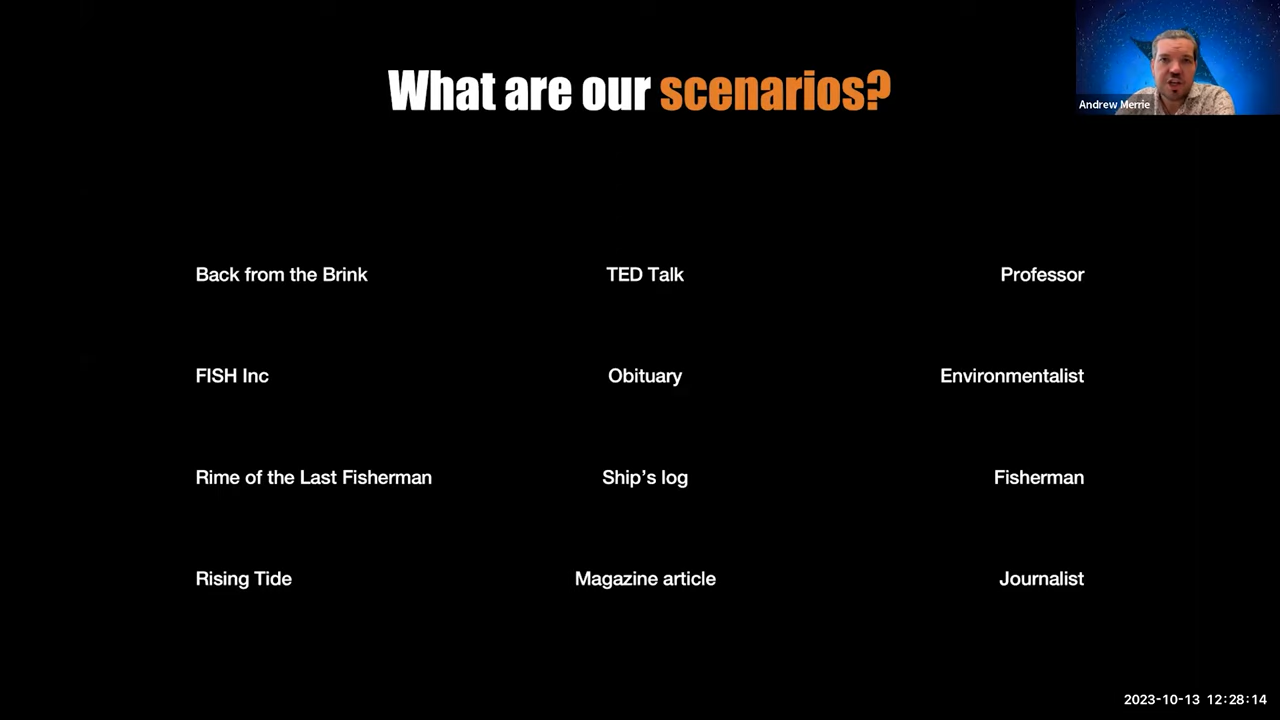 What are our scenarios?
Andrew Merrie
Back from the Brink TED Talk Professor
FISH Inc Obituary Environmentalist
Rime of the Last Fisherman Ship's log Fisherman
Rising Tide Magazine article Journalist
2023-10-13 12:28:14